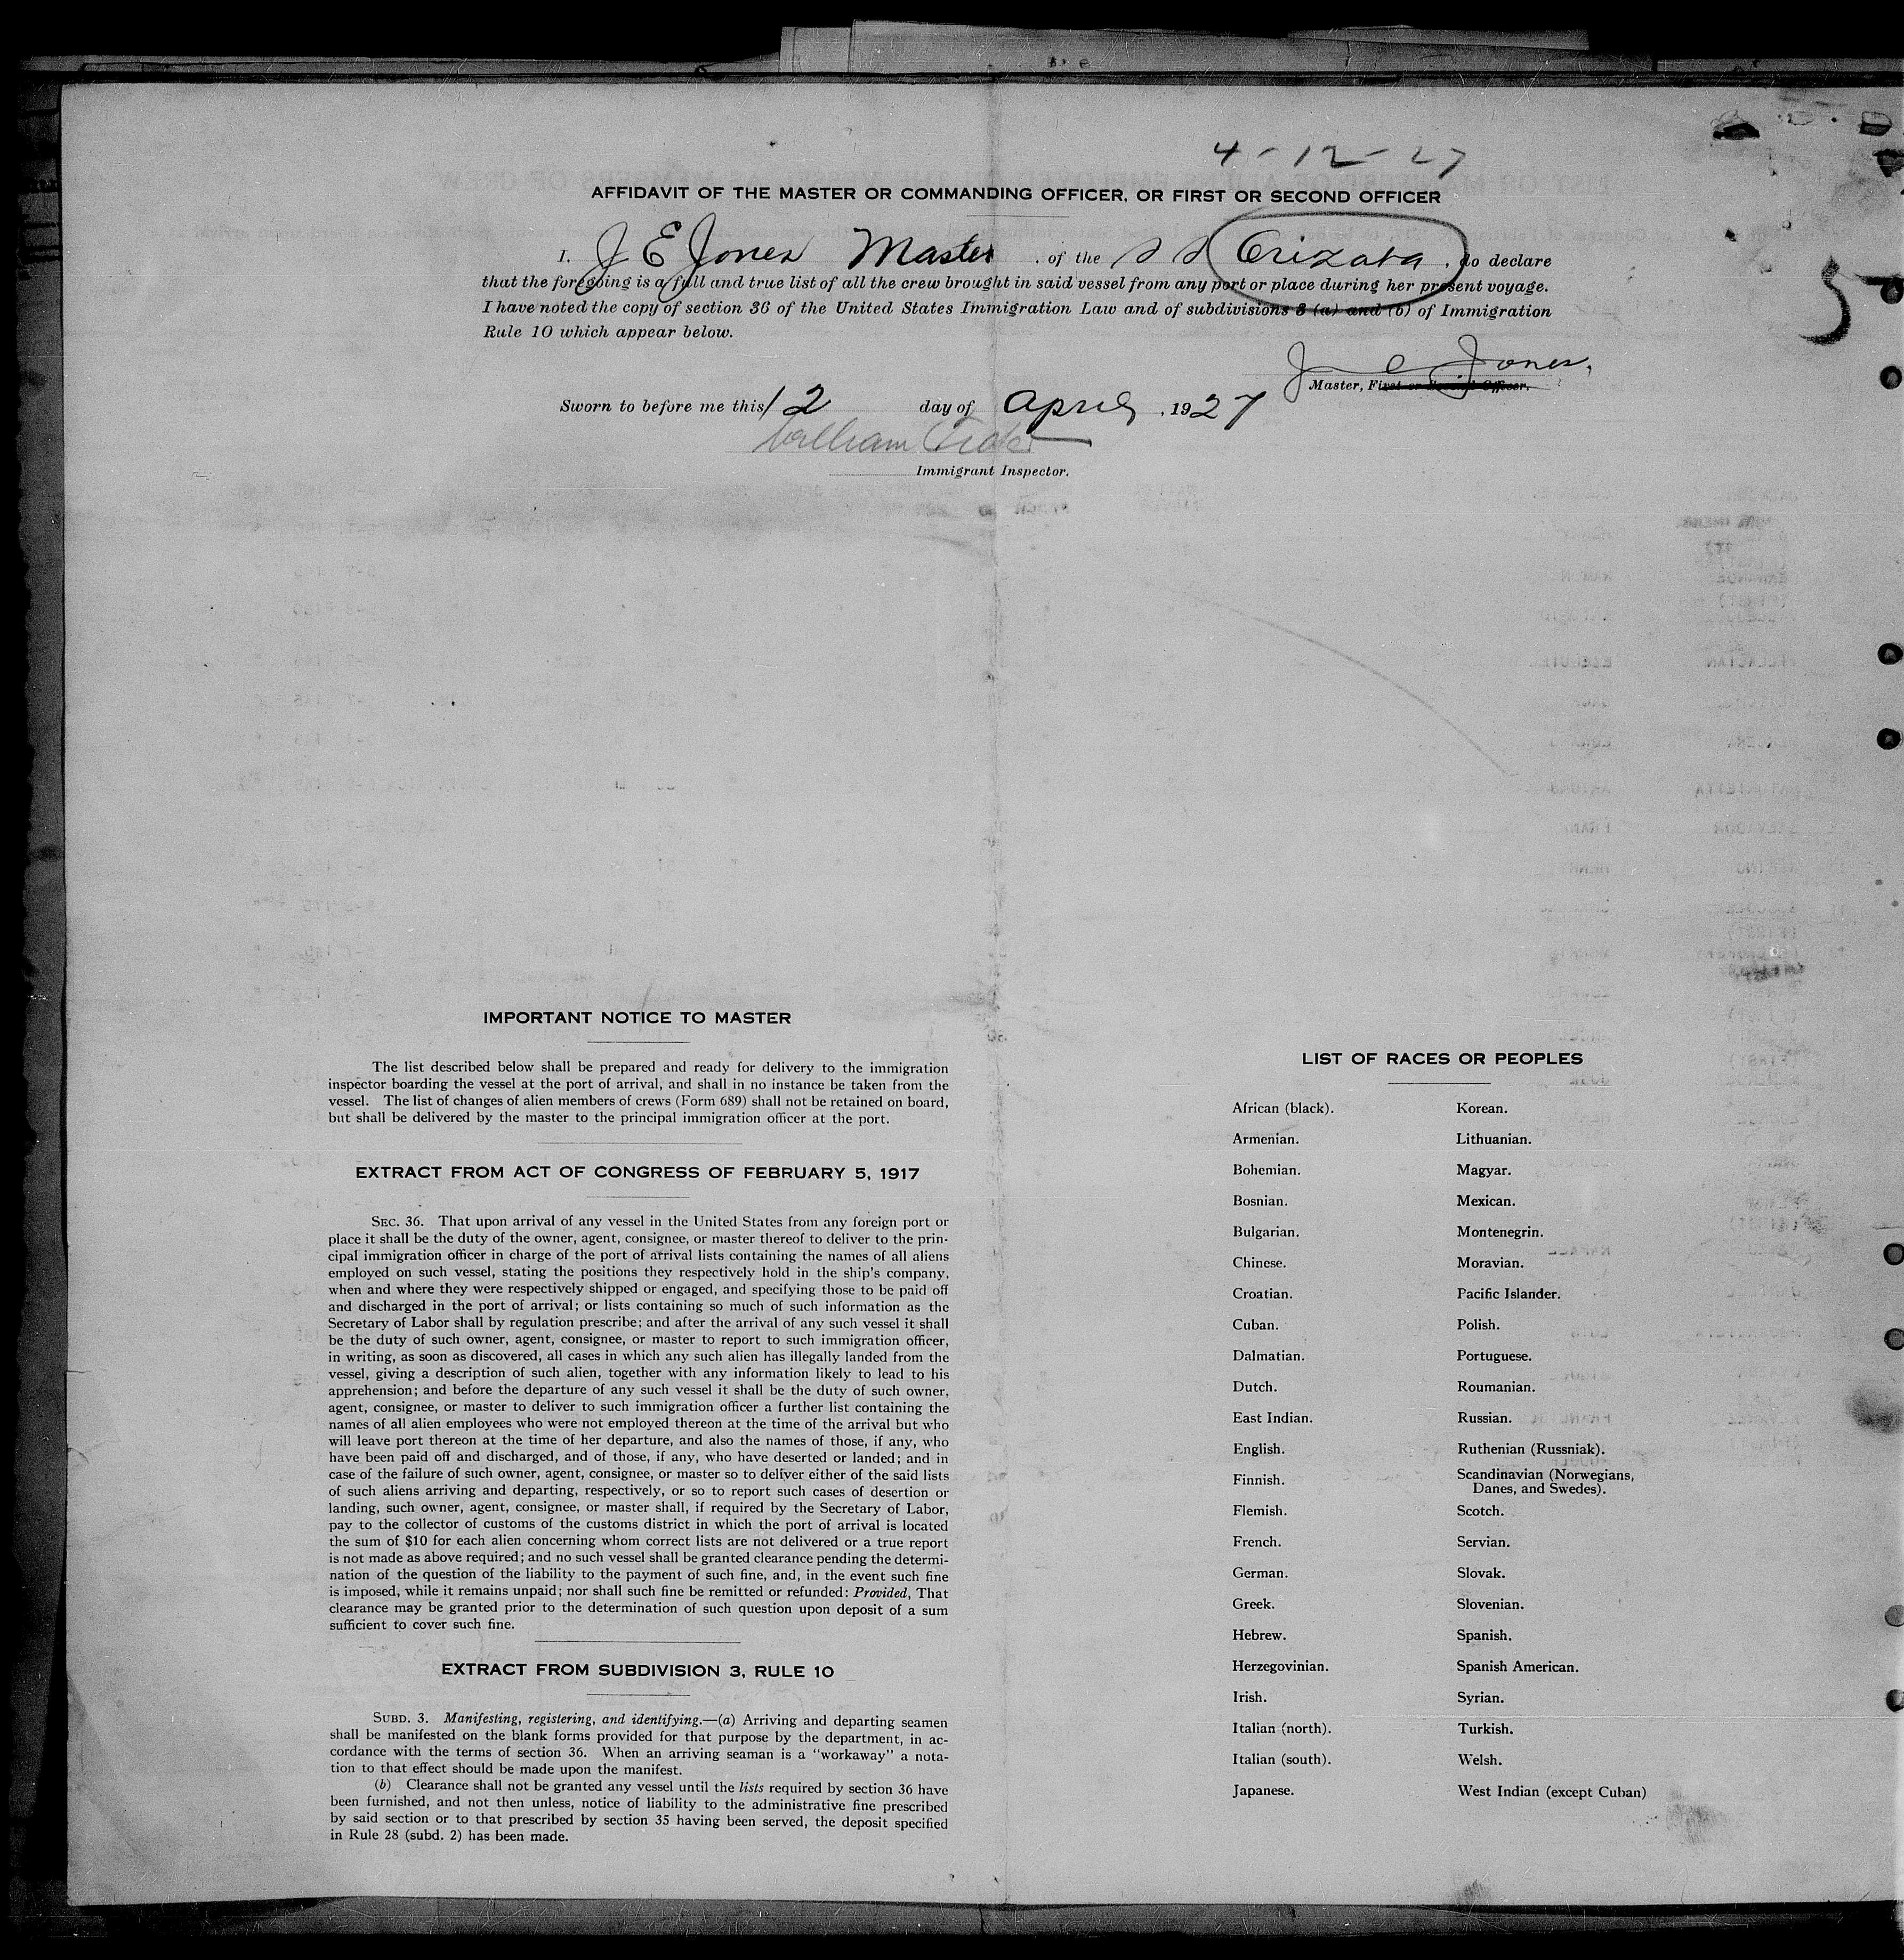 4-12-27
AFFIDAVIT OF THE MASTER OR COMMANDING OFFICER, OR FIRST OR SECOND OFFICER
I, J E Jones Master, of the S S Orizaba, do declare
that the foregoing is a full and true list of all the crew brought in said vessel from any port or place during her present voyage.
I have noted the copy of section 36 of the United States Immigration Law and of subdivisions 3 (a) and (b) of Immigration
Rule 10 which appear below.
J E Jones.
Master, First or Second Officer.
Sworn to before me this 12 day of April, 1927
William
Immigrant Inspector.
5
IMPORTANT NOTICE TO MASTER
The list described below shall be prepared and ready for delivery to the immigration
inspector boarding the vessel at the port of arrival, and shall in no instance be taken from the
vessel. The list of changes of alien members of crews (Form 689) shall not be retained on board,
but shall be delivered by the master to the principal immigration officer at the port.
EXTRACT FROM ACT OF CONGRESS OF FEBRUARY 5, 1917
SEC. 36. That upon arrival of any vessel in the United States from any foreign port or
place it shall be the duty of the owner, agent, consignee, or master thereof to deliver to the prin-
cipal immigration officer in charge of the port of arrival lists containing the names of all aliens
employed on such vessel, stating the positions they respectively hold in the ship's company,
when and where they were respectively shipped or engaged, and specifying those to be paid off
and discharged in the port of arrival; or lists containing so much of such information as the
Secretary of Labor shall by regulation prescribe; and after the arrival of any such vessel it shall
be the duty of such owner, agent, consignee, or master to report to such immigration officer,
in writing, as soon as discovered, all cases in which any such alien has illegally landed from the
vessel, giving a description of such alien, together with any information likely to lead to his
apprehension; and before the departure of any such vessel it shall be the duty of such owner,
agent, consignee, or master to deliver to such immigration officer a further list containing the
names of all alien employees who were not employed thereon at the time of the arrival but who
will leave port thereon at the time of her departure, and also the names of those, if any, who
have been paid off and discharged, and of those, if any, who have deserted or landed; and in
case of the failure of such owner, agent, consignee, or master so to deliver either of the said lists
of such aliens arriving and departing, respectively, or so to report such cases of desertion or
landing, such owner, agent, consignee, or master shall, if required by the Secretary of Labor,
pay to the collector of customs of the customs district in which the port of arrival is located
the sum of $10 for each alien concerning whom correct lists are not delivered or a true report
is not made as above required; and no such vessel shall be granted clearance pending the determi-
nation of the question of the liability to the payment of such fine, and, in the event such fine
is imposed, while it remains unpaid; nor shall such fine be remitted or refunded: Provided, That
clearance may be granted prior to the determination of such question upon deposit of a sum
sufficient to cover such fine.
EXTRACT FROM SUBDIVISION 3, RULE 10
SUBD. 3. Manifesting, registering, and identifying.—(a) Arriving and departing seamen
shall be manifested on the blank forms provided for that purpose by the department, in ac-
cordance with the terms of section 36. When an arriving seaman is a "workaway" a nota-
tion to that effect should be made upon the manifest.
(b) Clearance shall not be granted any vessel until the lists required by section 36 have
been furnished, and not then unless, notice of liability to the administrative fine prescribed
by said section or to that prescribed by section 35 having been served, the deposit specified
in Rule 28 (subd. 2) has been made.
LIST OF RACES OR PEOPLES
African (black). Korean.
Armenian. Lithuanian.
Bohemian. Magyar.
Bosnian. Mexican.
Bulgarian. Montenegrin.
Chinese. Moravian.
Croatian. Pacific Islander.
Cuban. Polish.
Dalmatian. Portuguese.
Dutch. Roumanian.
East Indian. Russian.
English. Ruthenian (Russniak).
Finnish. Scandinavian (Norwegians,
Danes, and Swedes).
Flemish. Scotch.
French. Servian.
German. Slovak.
Greek. Slovenian.
Hebrew. Spanish.
Herzegovinian. Spanish American.
Irish. Syrian.
Italian (north). Turkish.
Italian (south). Welsh.
Japanese. West Indian (except Cuban)